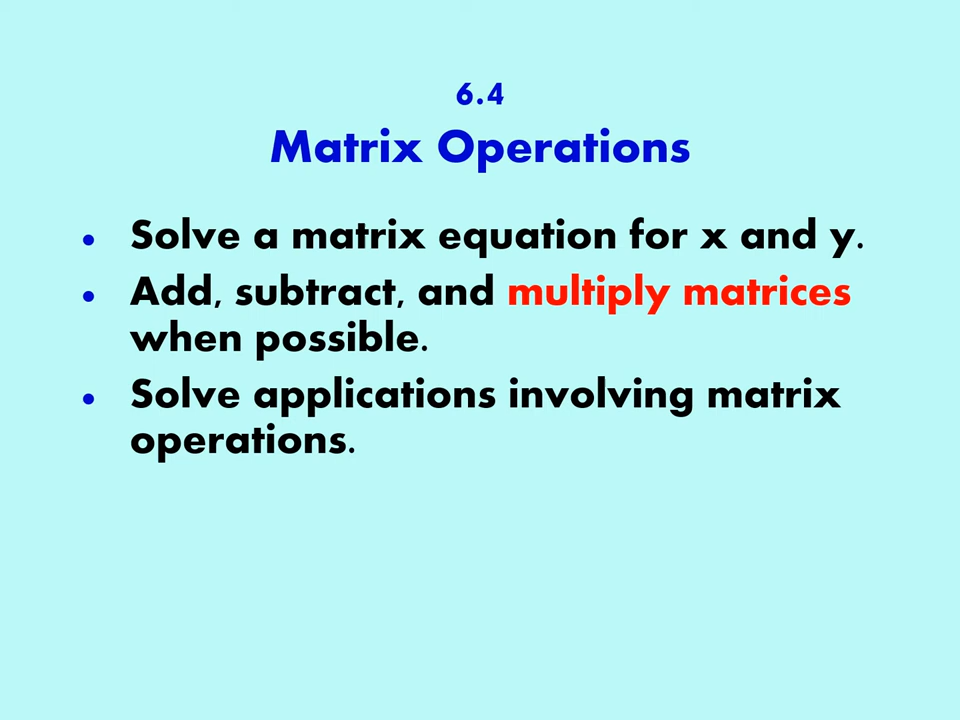 6.4
Matrix Operations
• Solve a matrix equation for x and y.
• Add, subtract, and multiply matrices
when possible.
• Solve applications involving matrix
operations.